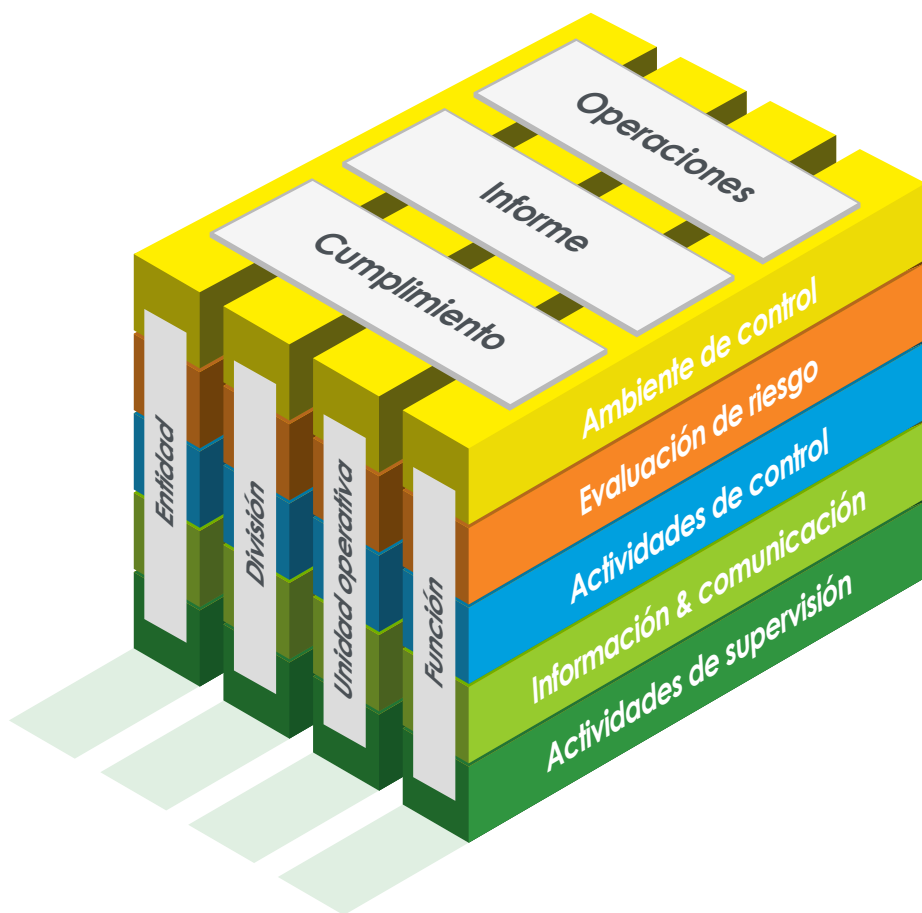 Operaciones
Informe
Cumplimiento
Ambiente de control
Evaluación de riesgo
Actividades de control
Información & comunicación
Actividades de supervisión
Entidad
División
Unidad operativa
Función